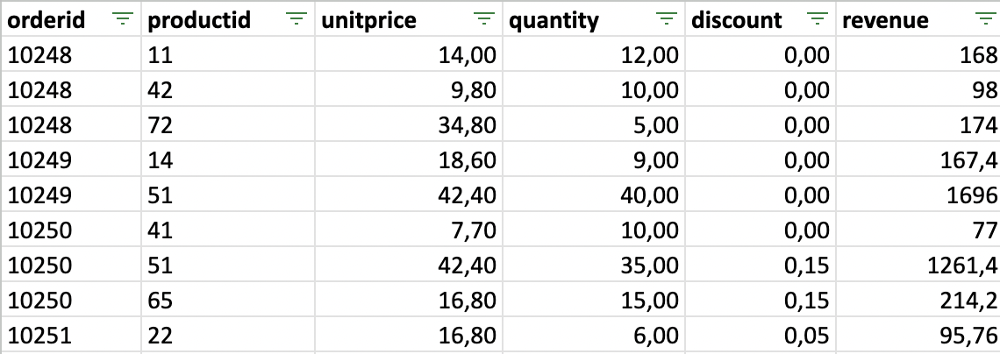 orderid productid unitprice quantity discount revenue
10248 11 14,00 12,00 0,00 168
10248 42 9,80 10,00 0,00 98
10248 72 34,80 5,00 0,00 174
10249 14 18,60 9,00 0,00 167,4
10249 51 42,40 40,00 0,00 1696
10250 41 7,70 10,00 0,00 77
10250 51 42,40 35,00 0,15 1261,4
10250 65 16,80 15,00 0,15 214,2
10251 22 16,80 6,00 0,05 95,76